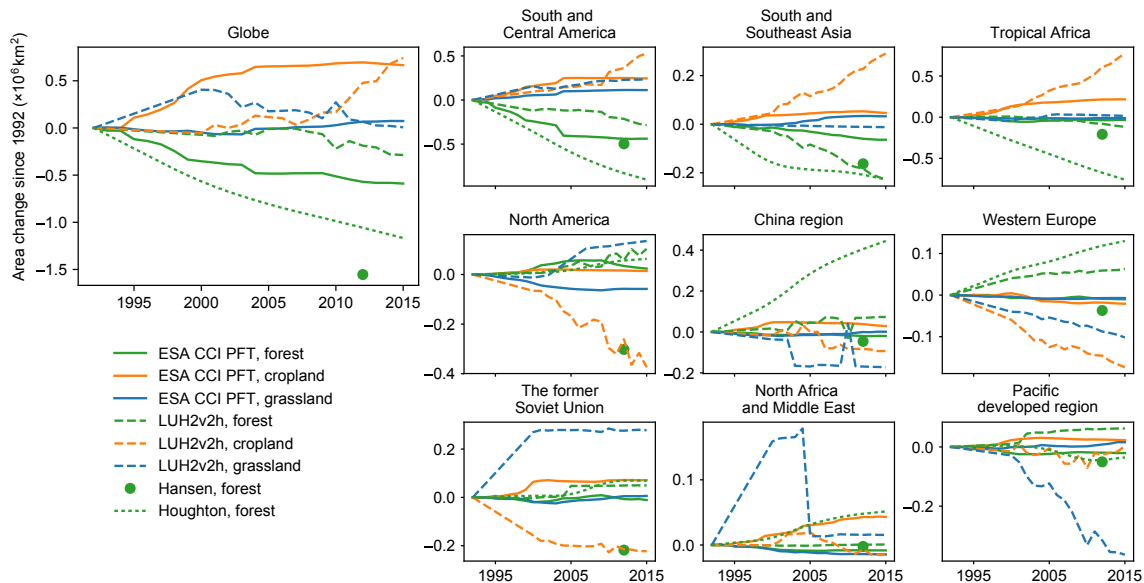 Globe
Area change since 1992 (×10⁶ km²)
0.5
0.0
−0.5
−1.0
−1.5
1995
2000
2005
2010
2015
South and
Central America
0.5
0.0
−0.5
South and
Southeast Asia
0.2
0.0
−0.2
Tropical Africa
0.5
0.0
−0.5
North America
0.0
−0.2
−0.4
China region
0.4
0.2
0.0
−0.2
Western Europe
0.1
0.0
−0.1
ESA CCI PFT, forest
ESA CCI PFT, cropland
ESA CCI PFT, grassland
LUH2v2h, forest
LUH2v2h, cropland
LUH2v2h, grassland
Hansen, forest
Houghton, forest
The former
Soviet Union
0.2
0.0
−0.2
1995
2005
2015
North Africa
and Middle East
0.1
0.0
1995
2005
2015
Pacific
developed region
0.0
−0.2
1995
2005
2015